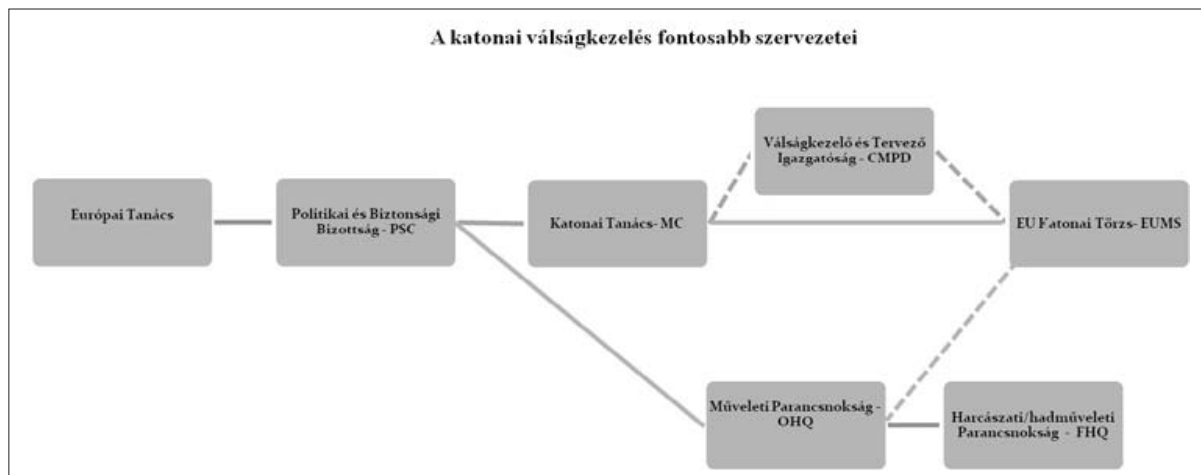 A katonai válságkezelés fontosabb szervezetei
Válságkezelő és Tervező
Igazgatóság - CMPD
Európai Tanács
Politikai és Biztonsági
Bizottság - PSC
Katonai Tanács- MC
EU Katonai Törzs- EUMS
Műveleti Parancsnokság -
OHQ
Harcászati/hadműveleti
Parancsnokság - FHQ